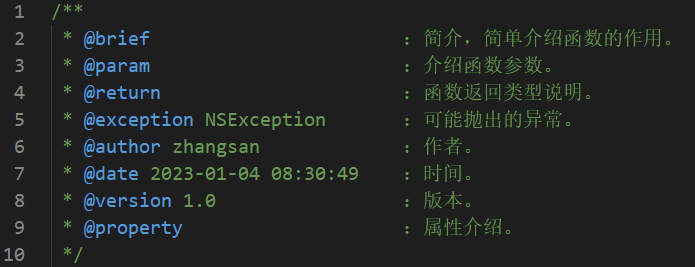 1 /**
2 * @brief : 简介，简单介绍函数的作用。
3 * @param : 介绍函数参数。
4 * @return : 函数返回类型说明。
5 * @exception NSException : 可能抛出的异常。
6 * @author zhangsan : 作者。
7 * @date 2023-01-04 08:30:49 : 时间。
8 * @version 1.0 : 版本。
9 * @property : 属性介绍。
10 */